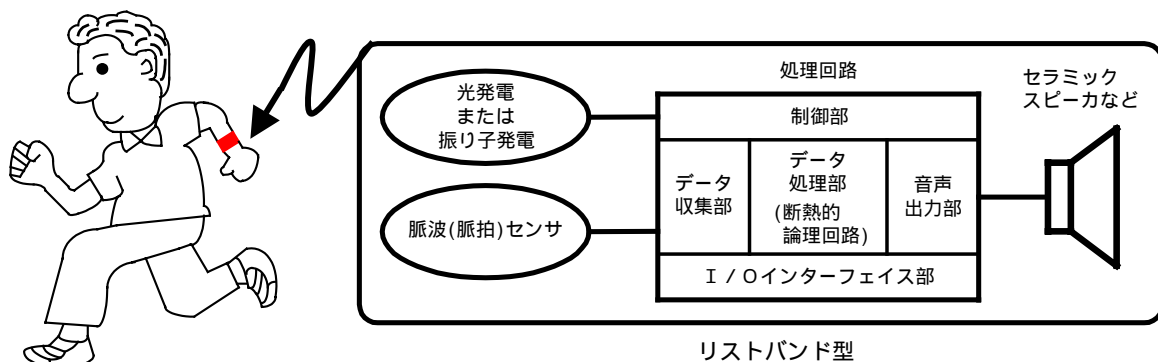 処理回路
光発電
または
振り子発電
脈波(脈拍)センサ
制御部
データ
収集部
データ
処理部
(断熱的
論理回路)
音声
出力部
Ｉ／Ｏインターフェイス部
セラミック
スピーカなど
リストバンド型